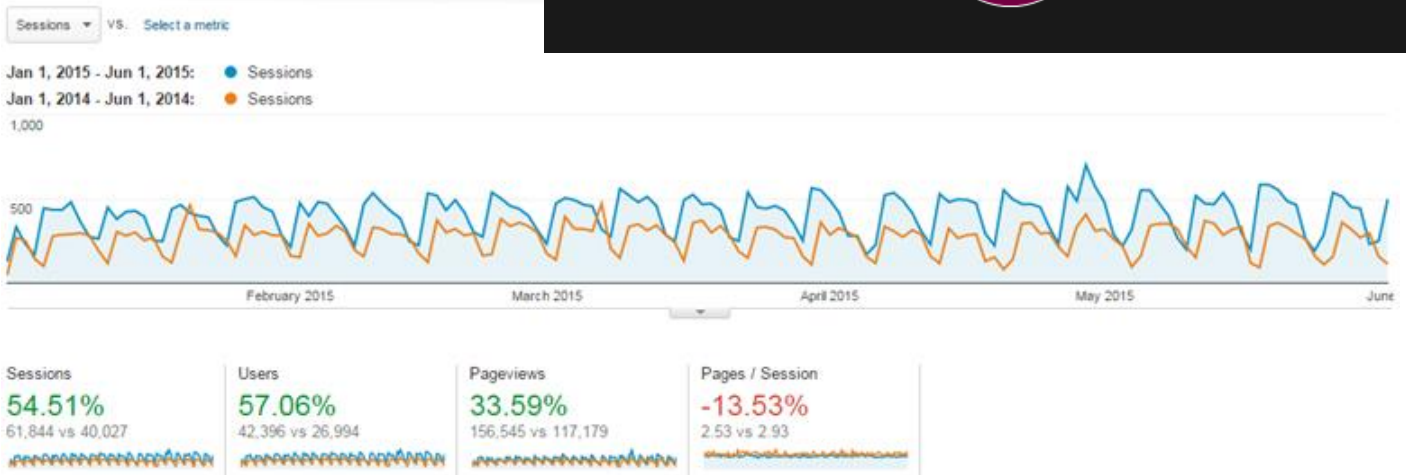 Sessions VS. Select a metric
Jan 1, 2015 - Jun 1, 2015: Sessions
Jan 1, 2014 - Jun 1, 2014: Sessions
1,000
500
February 2015 March 2015 April 2015 May 2015 June
Sessions Users Pageviews Pages / Session
54.51% 57.06% 33.59% -13.53%
61,844 vs 40,027 42,396 vs 26,994 156,545 vs 117,179 2.53 vs 2.93